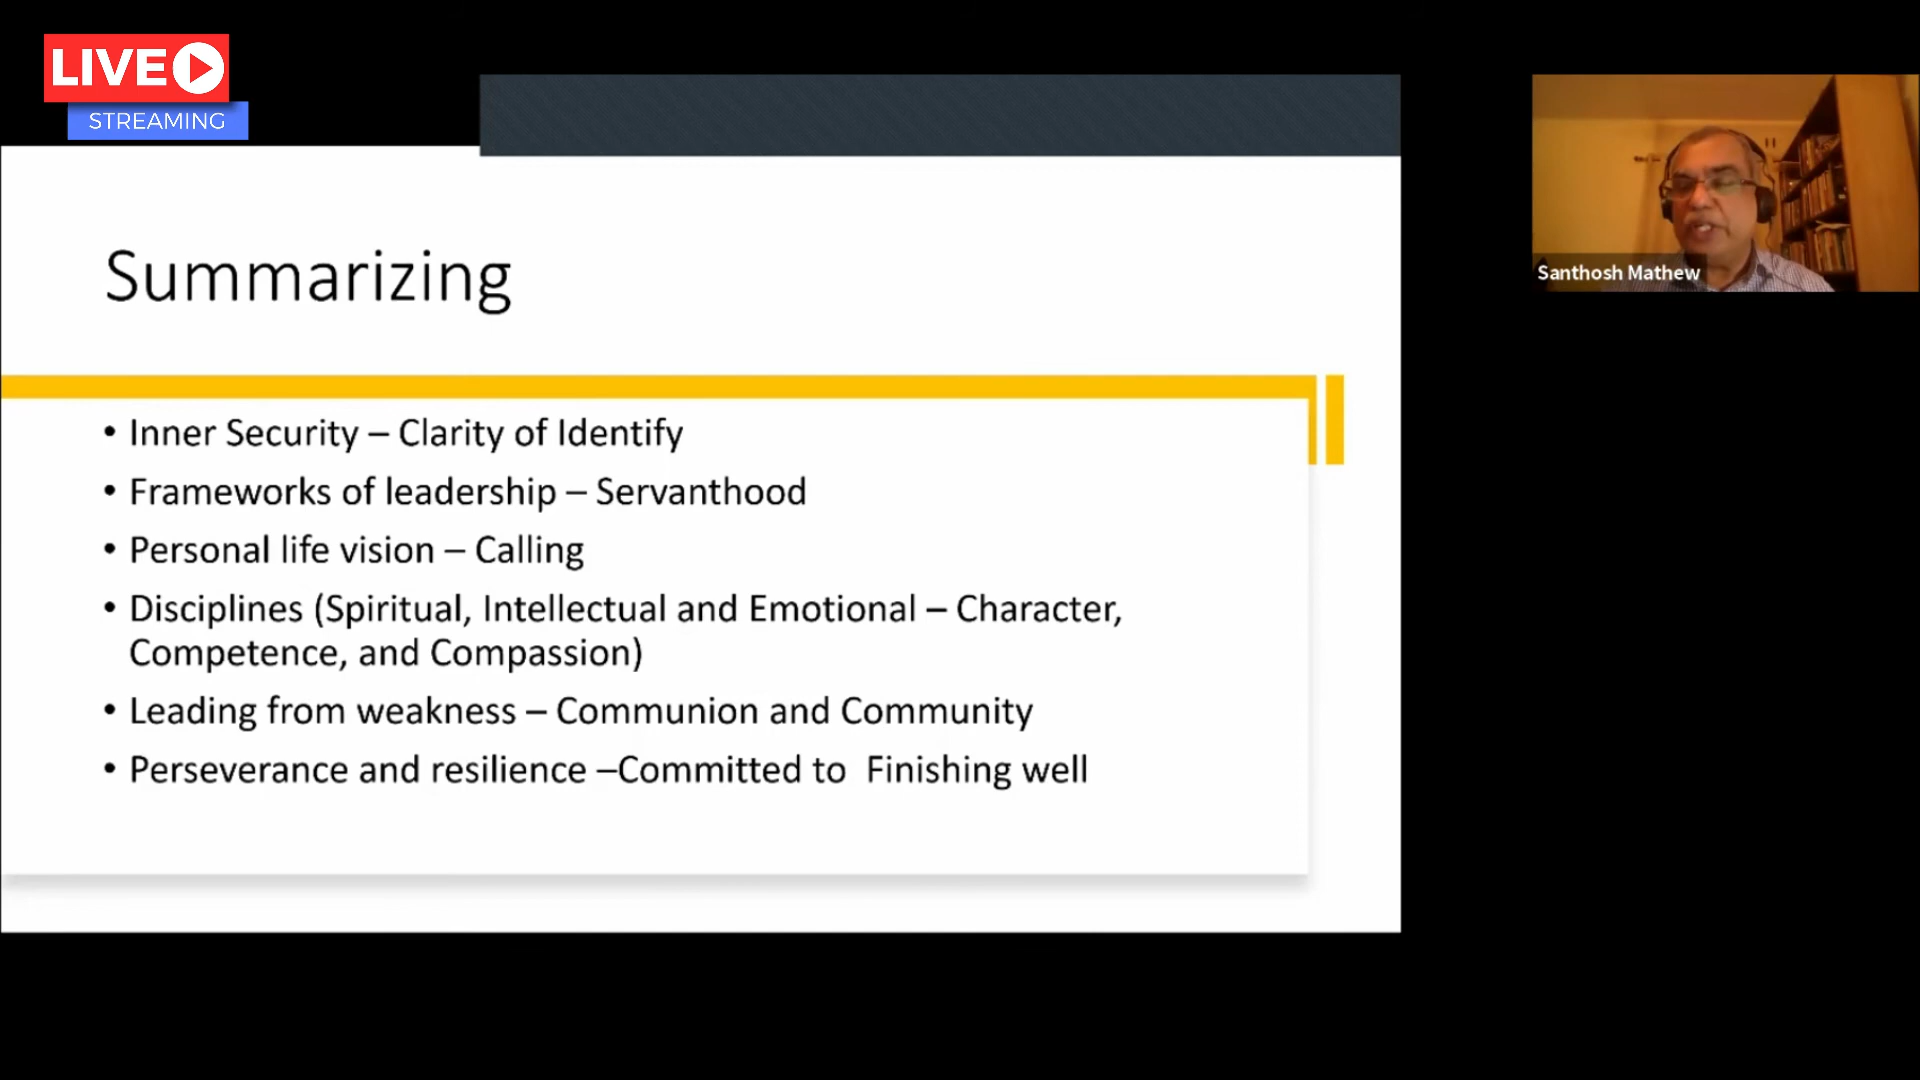 LIVE
STREAMING
Summarizing
• Inner Security – Clarity of Identify
• Frameworks of leadership – Servanthood
• Personal life vision – Calling
• Disciplines (Spiritual, Intellectual and Emotional – Character,
Competence, and Compassion)
• Leading from weakness – Communion and Community
• Perseverance and resilience –Committed to  Finishing well
Santhosh Mathew